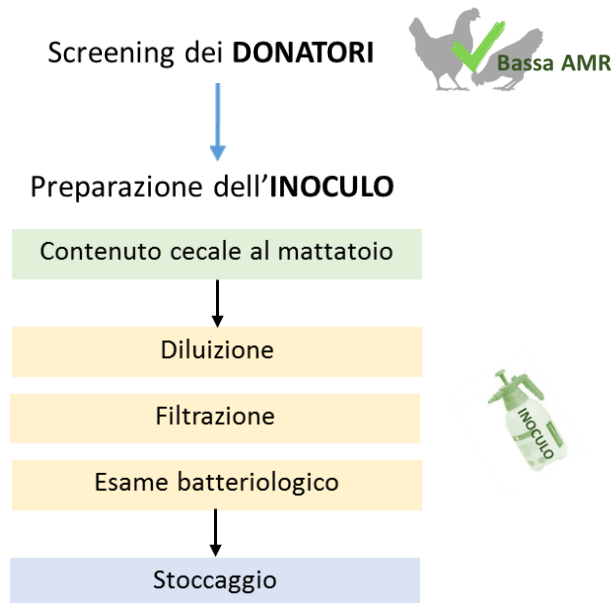 Screening dei DONATORI
Bassa AMR
Preparazione dell’INOCULO
Contenuto cecale al mattatoio
Diluizione
Filtrazione
INOCULO
Esame batteriologico
Stoccaggio